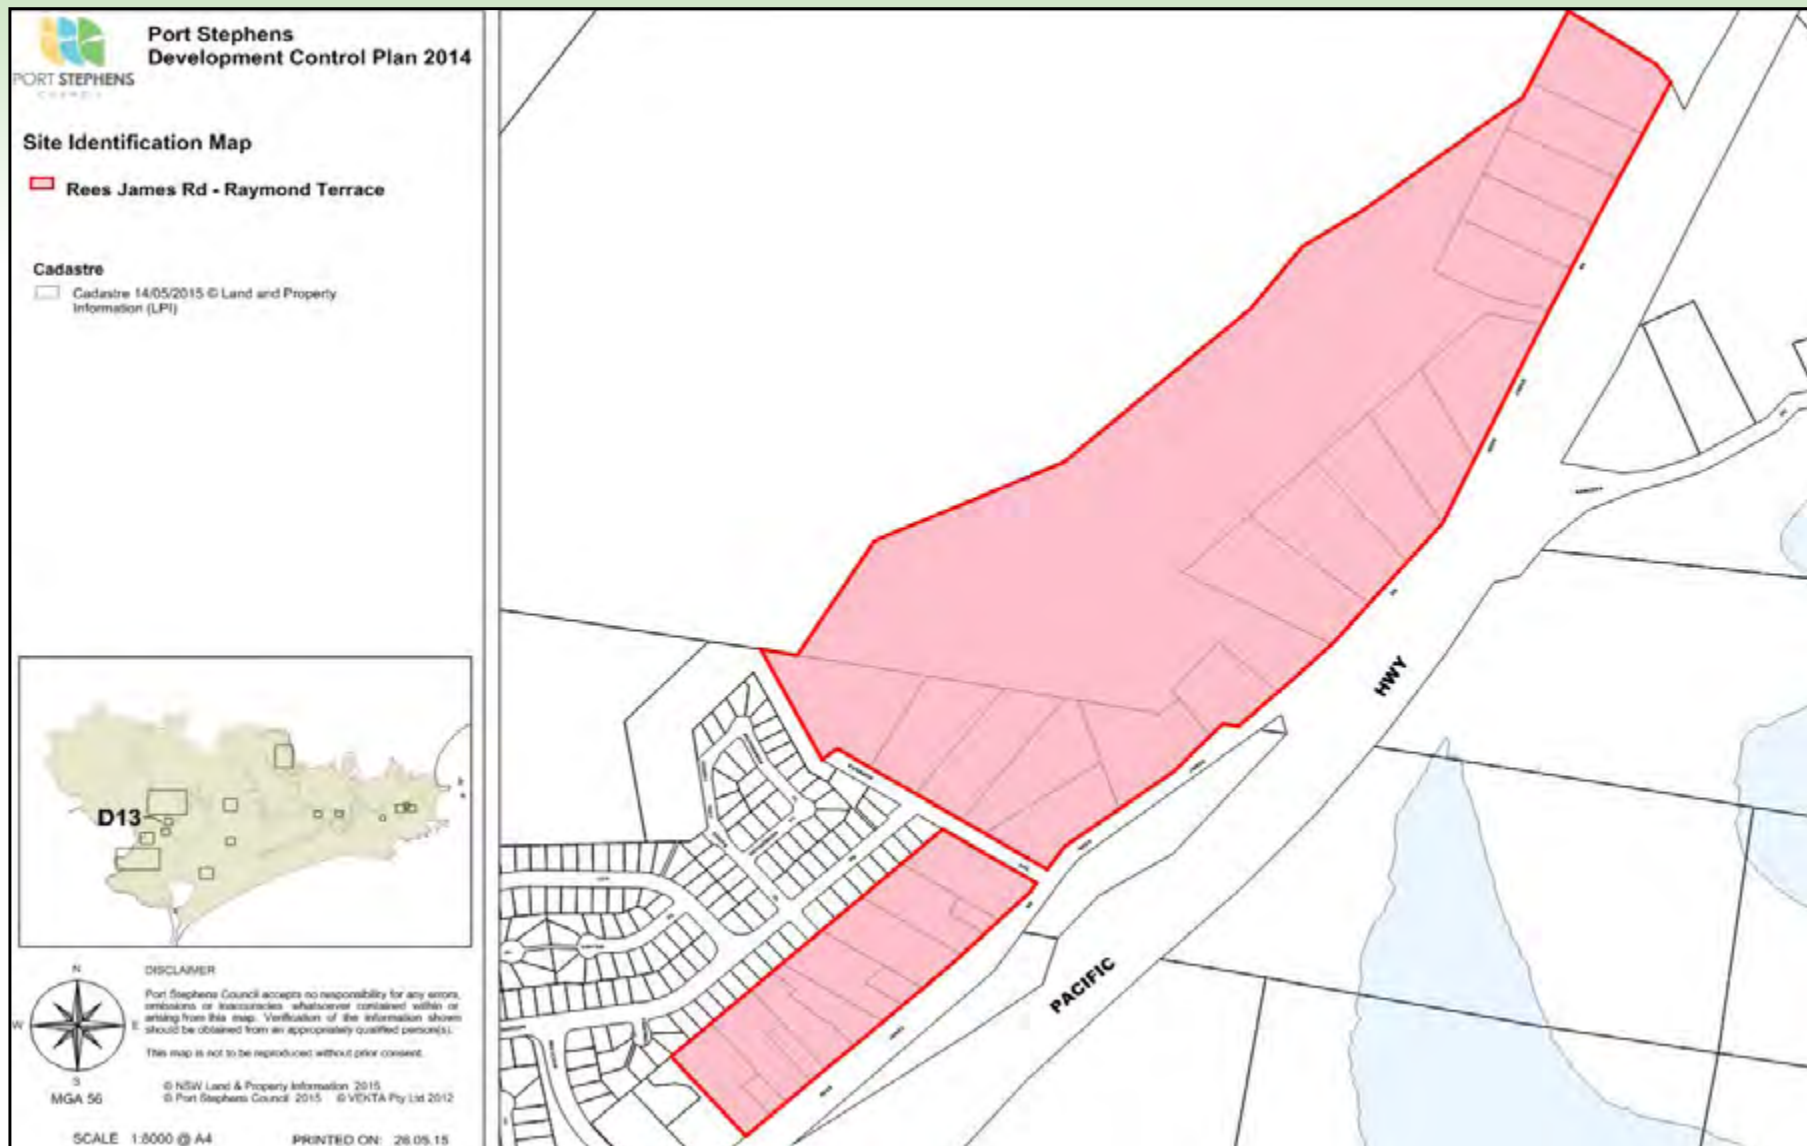 PORT STEPHENS
COUNCIL
Port Stephens
Development Control Plan 2014
Site Identification Map
Rees James Rd - Raymond Terrace
Cadastre
Cadastre 14/05/2015 © Land and Property
Information (LPI)
D13
N
W
E
S
MGA 56
DISCLAIMER
Port Stephens Council accepts no responsibility for any errors,
omissions or inaccuracies whatsoever contained within or
arising from this map. Verification of the information shown
should be obtained from an appropriately qualified person(s).
This map is not to be reproduced without prior consent.
© NSW Land & Property Information 2015
© Port Stephens Council 2015 © VEKTA Pty Ltd 2012
SCALE 1:8000 @ A4
PRINTED ON: 28.05.15
HWY
PACIFIC